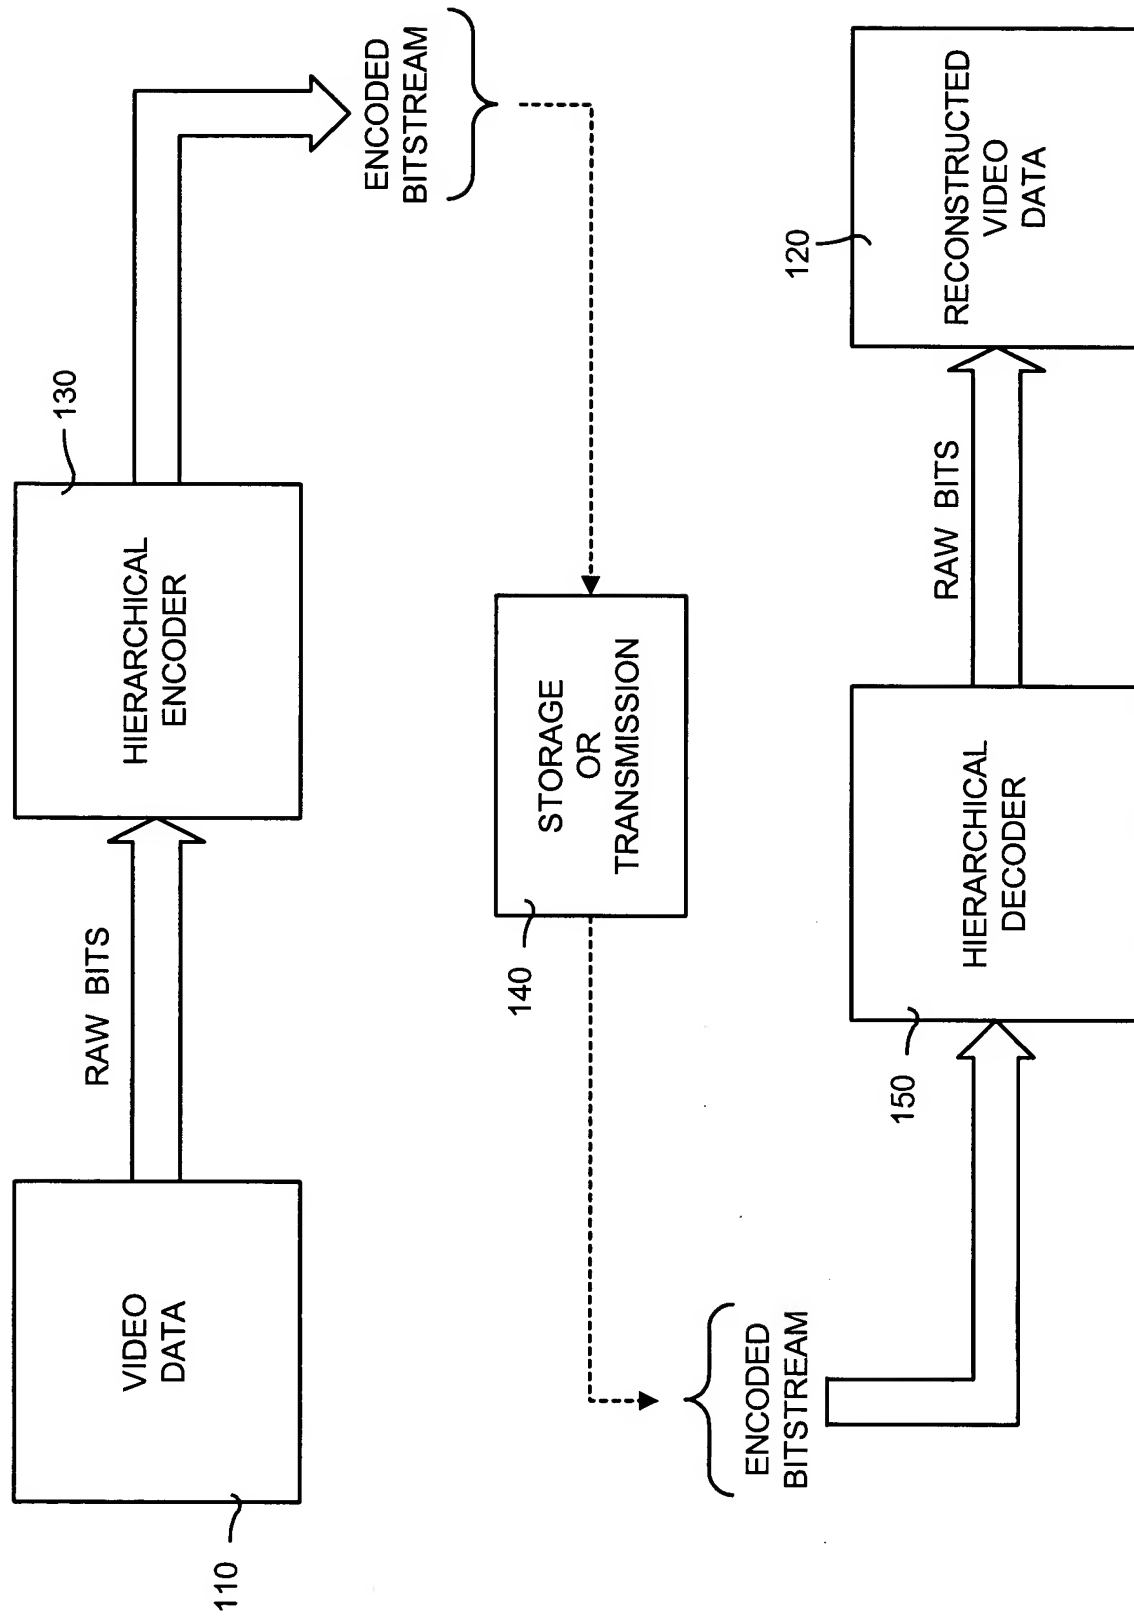 110
VIDEO
DATA
RAW BITS
130
HIERARCHICAL
ENCODER
ENCODED
BITSTREAM
140
STORAGE
OR
TRANSMISSION
ENCODED
BITSTREAM
150
HIERARCHICAL
DECODER
RAW BITS
120
RECONSTRUCTED
VIDEO
DATA